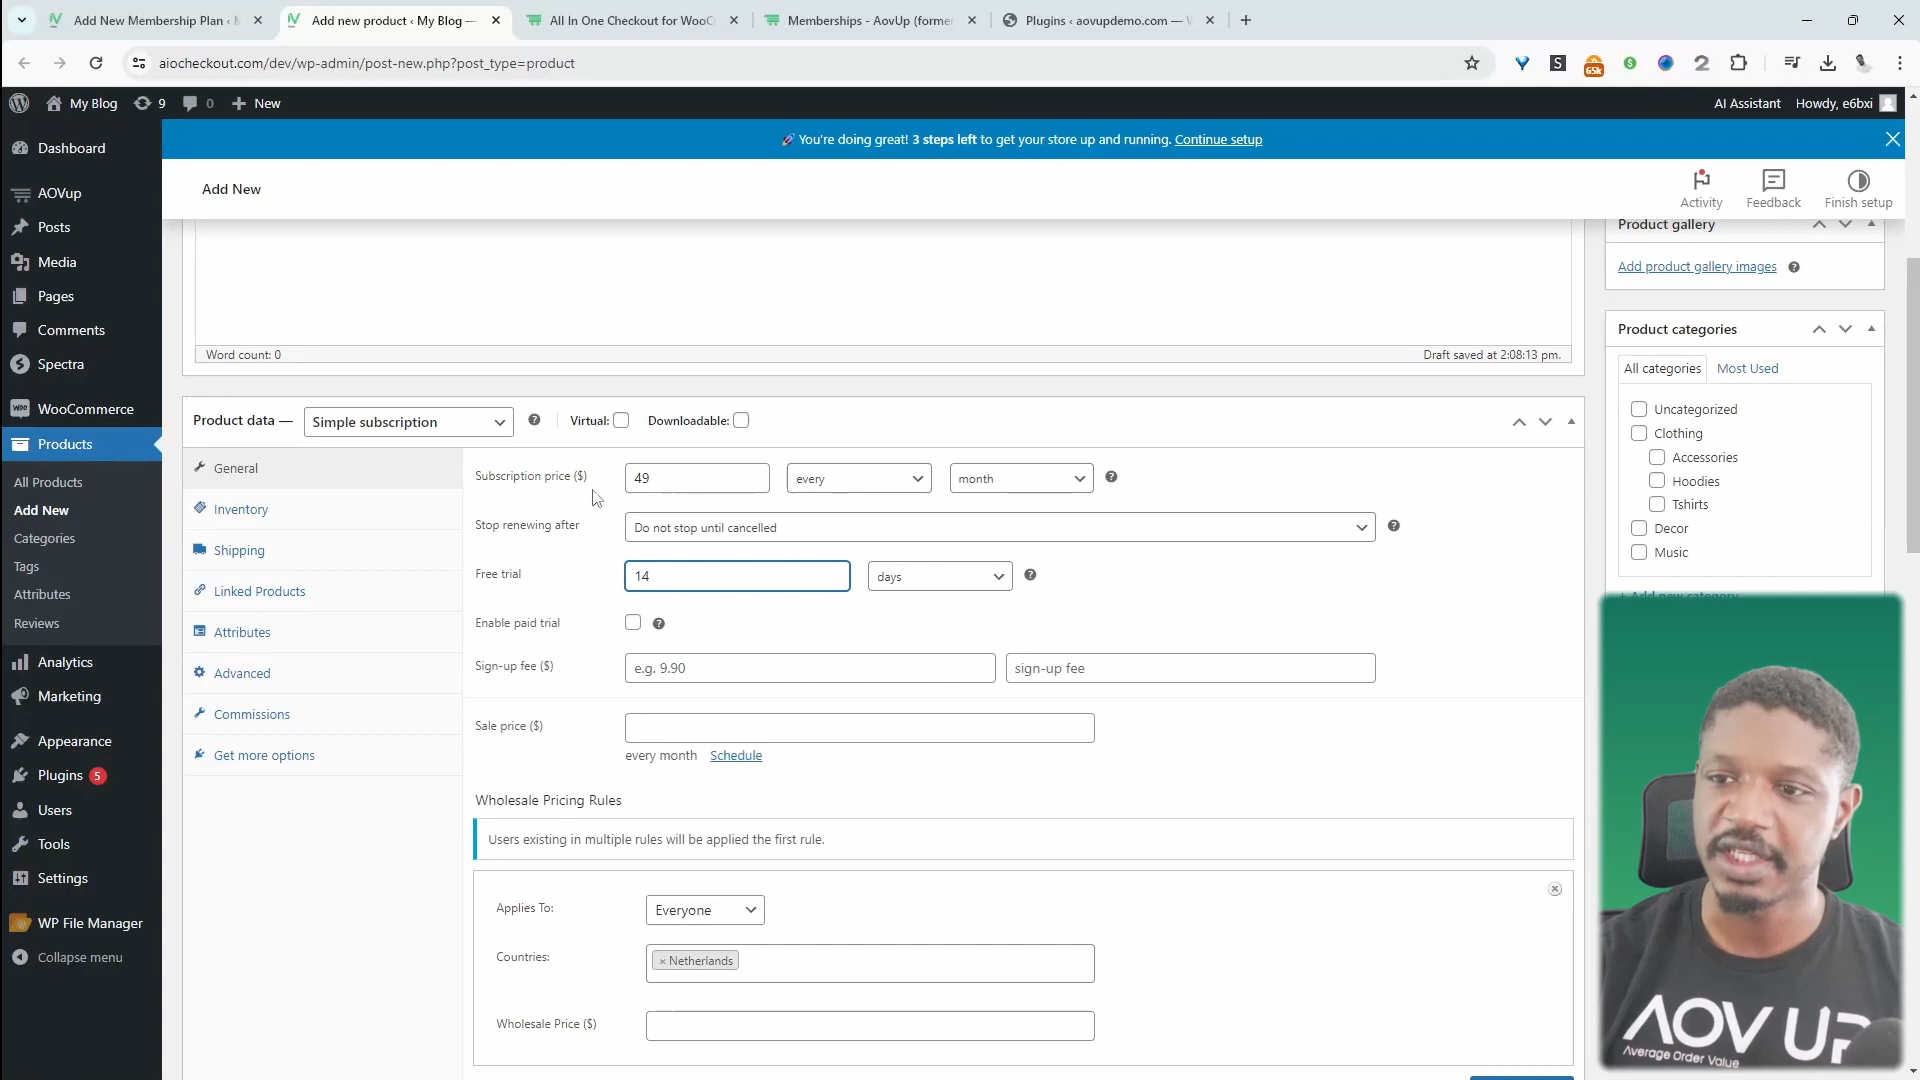 Add New Membership Plan ‹ M
Add new product ‹ My Blog —
All In One Checkout for WooC
Memberships - AovUp (former
Plugins ‹ aovupdemo.com — W
aiocheckout.com/dev/wp-admin/post-new.php?post_type=product
65k
My Blog
9
0
New
AI Assistant
Howdy, e6bxi
🚀 You're doing great! 3 steps left to get your store up and running. Continue setup
Add New
Activity
Feedback
Finish setup
Dashboard
AOVup
Posts
Media
Pages
Comments
Spectra
WooCommerce
Products
All Products
Add New
Categories
Tags
Attributes
Reviews
Analytics
Marketing
Appearance
Plugins 5
Users
Tools
Settings
WP File Manager
Collapse menu
Word count: 0
Draft saved at 2:08:13 pm.
Product data —
Simple subscription
Virtual:
Downloadable:
General
Inventory
Shipping
Linked Products
Attributes
Advanced
Commissions
Get more options
Subscription price ($)
49
every
month
Stop renewing after
Do not stop until cancelled
Free trial
14
days
Enable paid trial
Sign-up fee ($)
e.g. 9.90
sign-up fee
Sale price ($)
every month Schedule
Wholesale Pricing Rules
Users existing in multiple rules will be applied the first rule.
Applies To:
Everyone
Countries:
× Netherlands
Wholesale Price ($)
Product gallery
Add product gallery images
Product categories
All categories
Most Used
Uncategorized
Clothing
Accessories
Hoodies
Tshirts
Decor
Music
+ Add new category
AOV UP
Average Order Value